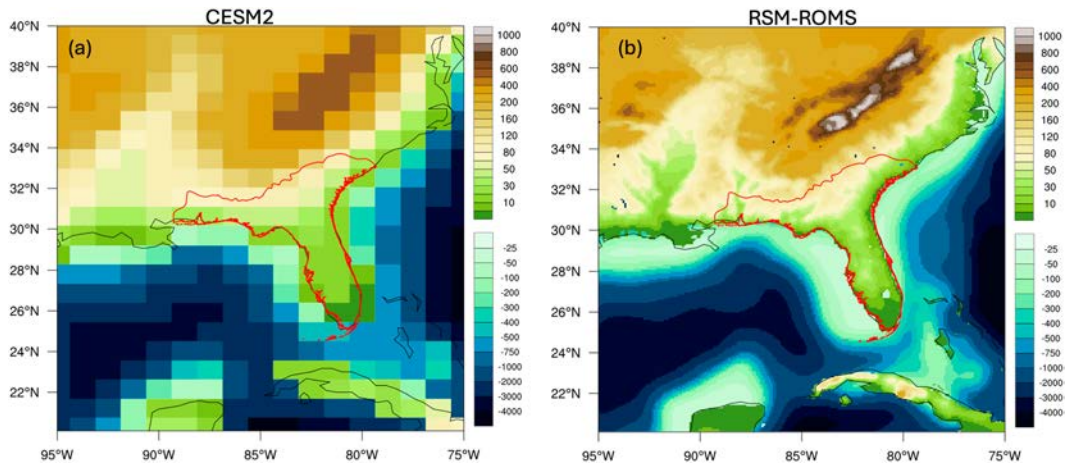 CESM2
RSM-ROMS
(a)
40°N
38°N
36°N
34°N
32°N
30°N
28°N
26°N
24°N
22°N
95°W
90°W
85°W
80°W
75°W
1000
800
600
400
200
160
120
80
50
30
10
-25
-50
-100
-200
-300
-400
-500
-750
-1000
-2000
-3000
-4000
(b)
40°N
38°N
36°N
34°N
32°N
30°N
28°N
26°N
24°N
22°N
95°W
90°W
85°W
80°W
75°W
1000
800
600
400
200
160
120
80
50
30
10
-25
-50
-100
-200
-300
-400
-500
-750
-1000
-2000
-3000
-4000